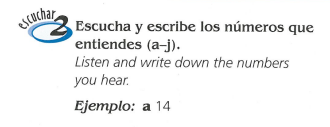 escuchar 2 Escucha y escribe los números que
entiendes (a–j).
Listen and write down the numbers
you hear.
Ejemplo: a 14